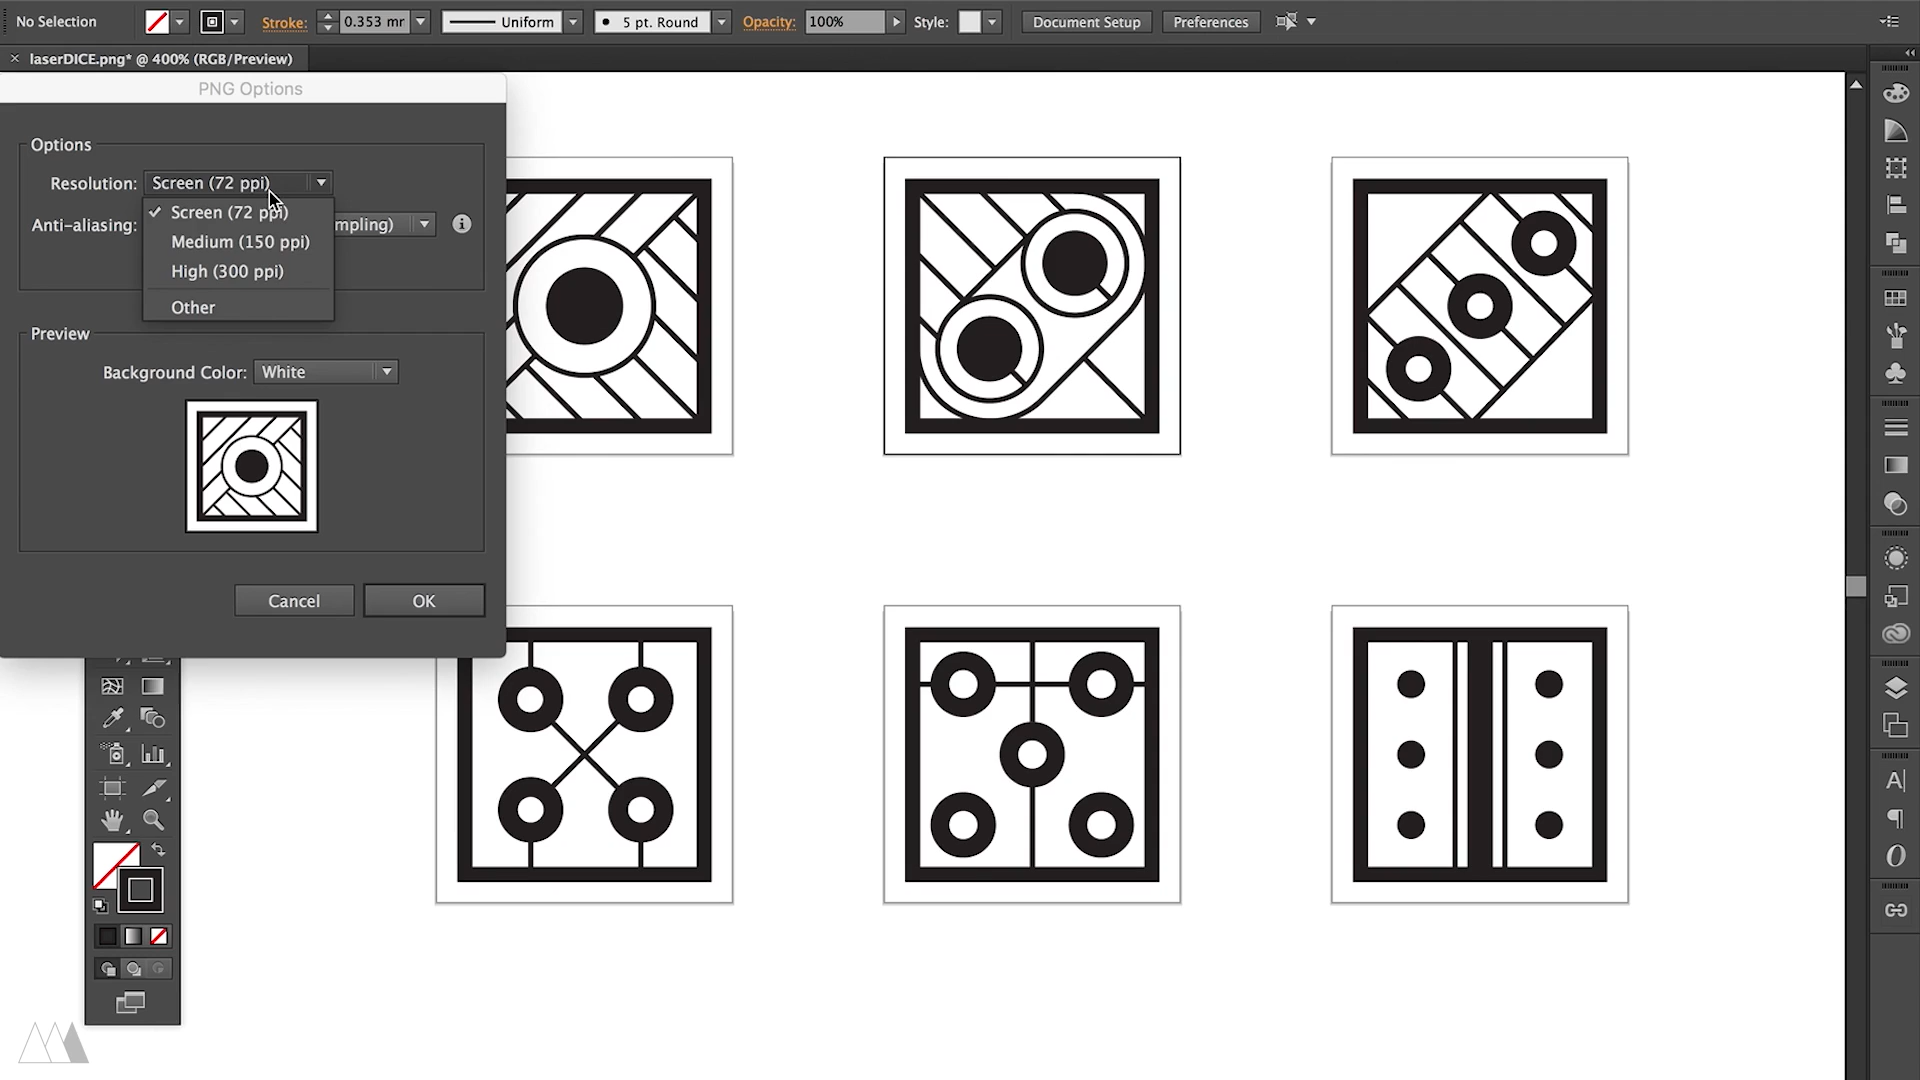 No Selection
Stroke:
0.353 mr
Uniform
5 pt. Round
Opacity:
100%
Style:
Document Setup
Preferences
laserDICE.png* @ 400% (RGB/Preview)
PNG Options
Options
Resolution:
Screen (72 ppi)
Screen (72 ppi)
Anti-aliasing:
mpling)
Medium (150 ppi)
High (300 ppi)
Other
Preview
Background Color:
White
Cancel
OK